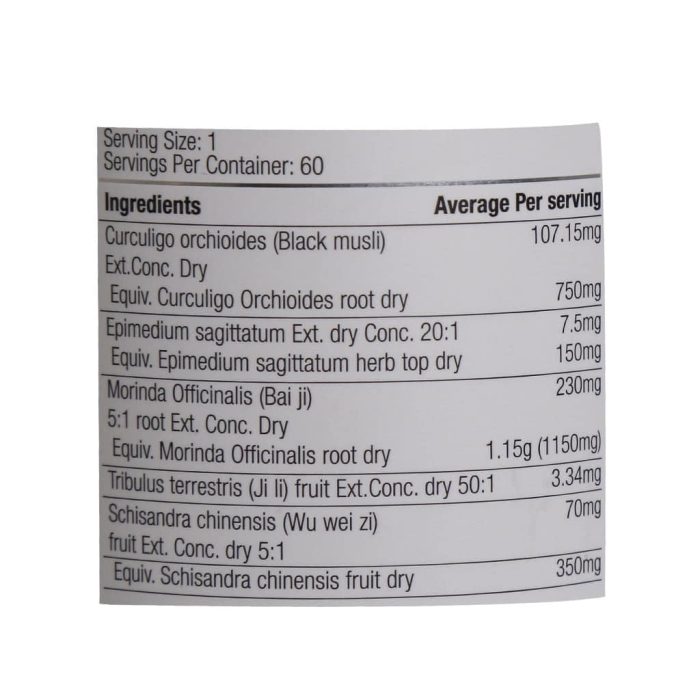 Serving Size: 1
Servings Per Container: 60
Ingredients Average Per serving
Curculigo orchioides (Black musli) 107.15mg
Ext.Conc. Dry
Equiv. Curculigo Orchioides root dry 750mg
Epimedium sagittatum Ext. dry Conc. 20:1 7.5mg
Equiv. Epimedium sagittatum herb top dry 150mg
Morinda Officinalis (Bai ji) 230mg
5:1 root Ext. Conc. Dry
Equiv. Morinda Officinalis root dry 1.15g (1150mg)
Tribulus terrestris (Ji li) fruit Ext.Conc. dry 50:1 3.34mg
Schisandra chinensis (Wu wei zi) 70mg
fruit Ext. Conc. dry 5:1
Equiv. Schisandra chinensis fruit dry 350mg